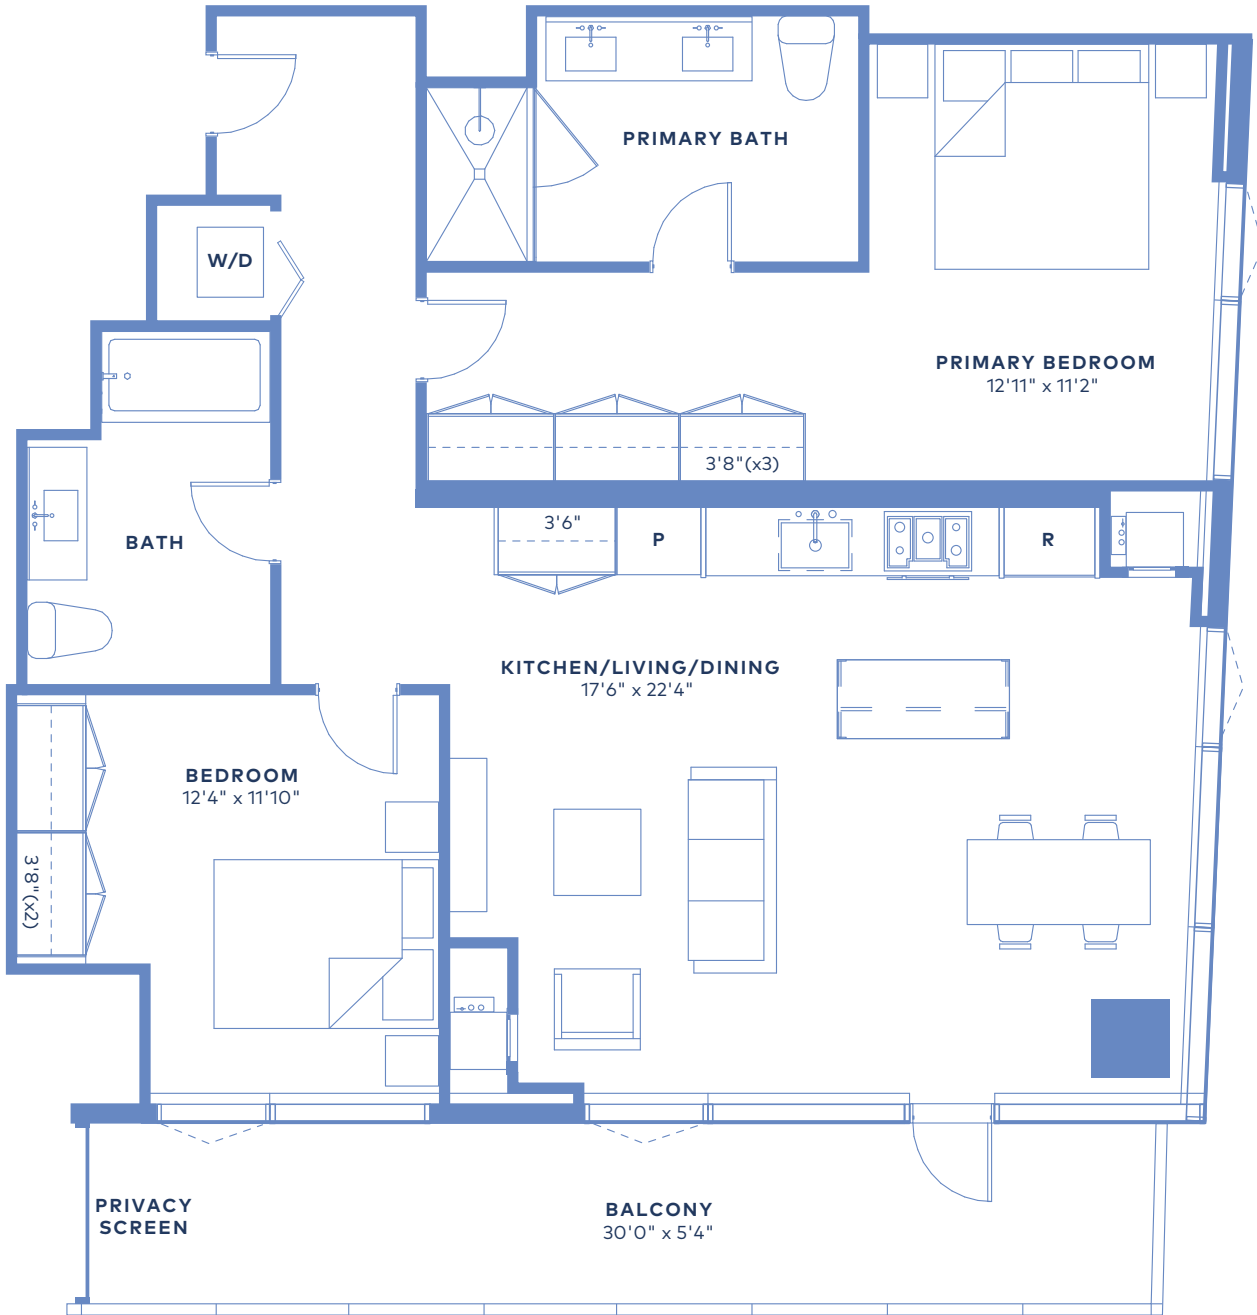 PRIMARY BATH
W/D
PRIMARY BEDROOM
12'11" x 11'2"
3'8"(x3)
3'6"
P
R
BATH
KITCHEN/LIVING/DINING
17'6" x 22'4"
BEDROOM
12'4" x 11'10"
3'8"(x2)
PRIVACY
SCREEN
BALCONY
30'0" x 5'4"